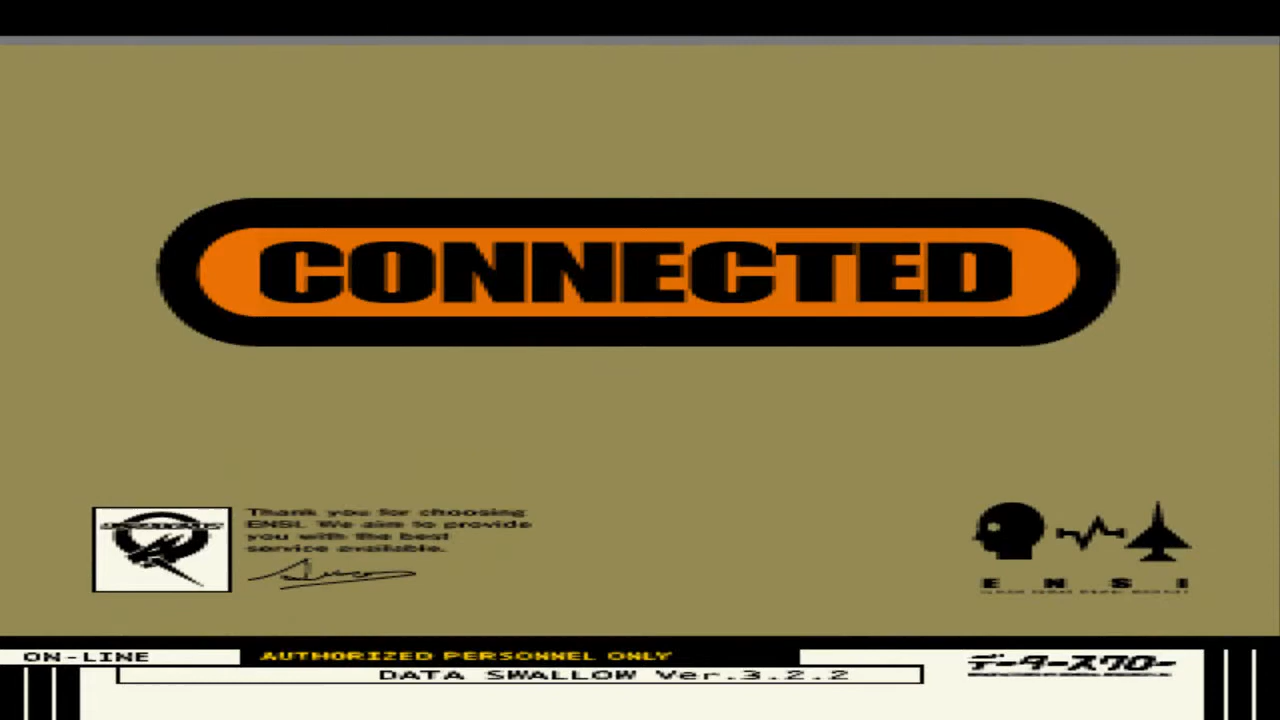 CONNECTED
Thank you for choosing
ENSI. We aim to provide
you with the best
service available.
E N S I
ON-LINE
AUTHORIZED PERSONNEL ONLY
データースワロー
DATA SWALLOW Ver.3.2.2